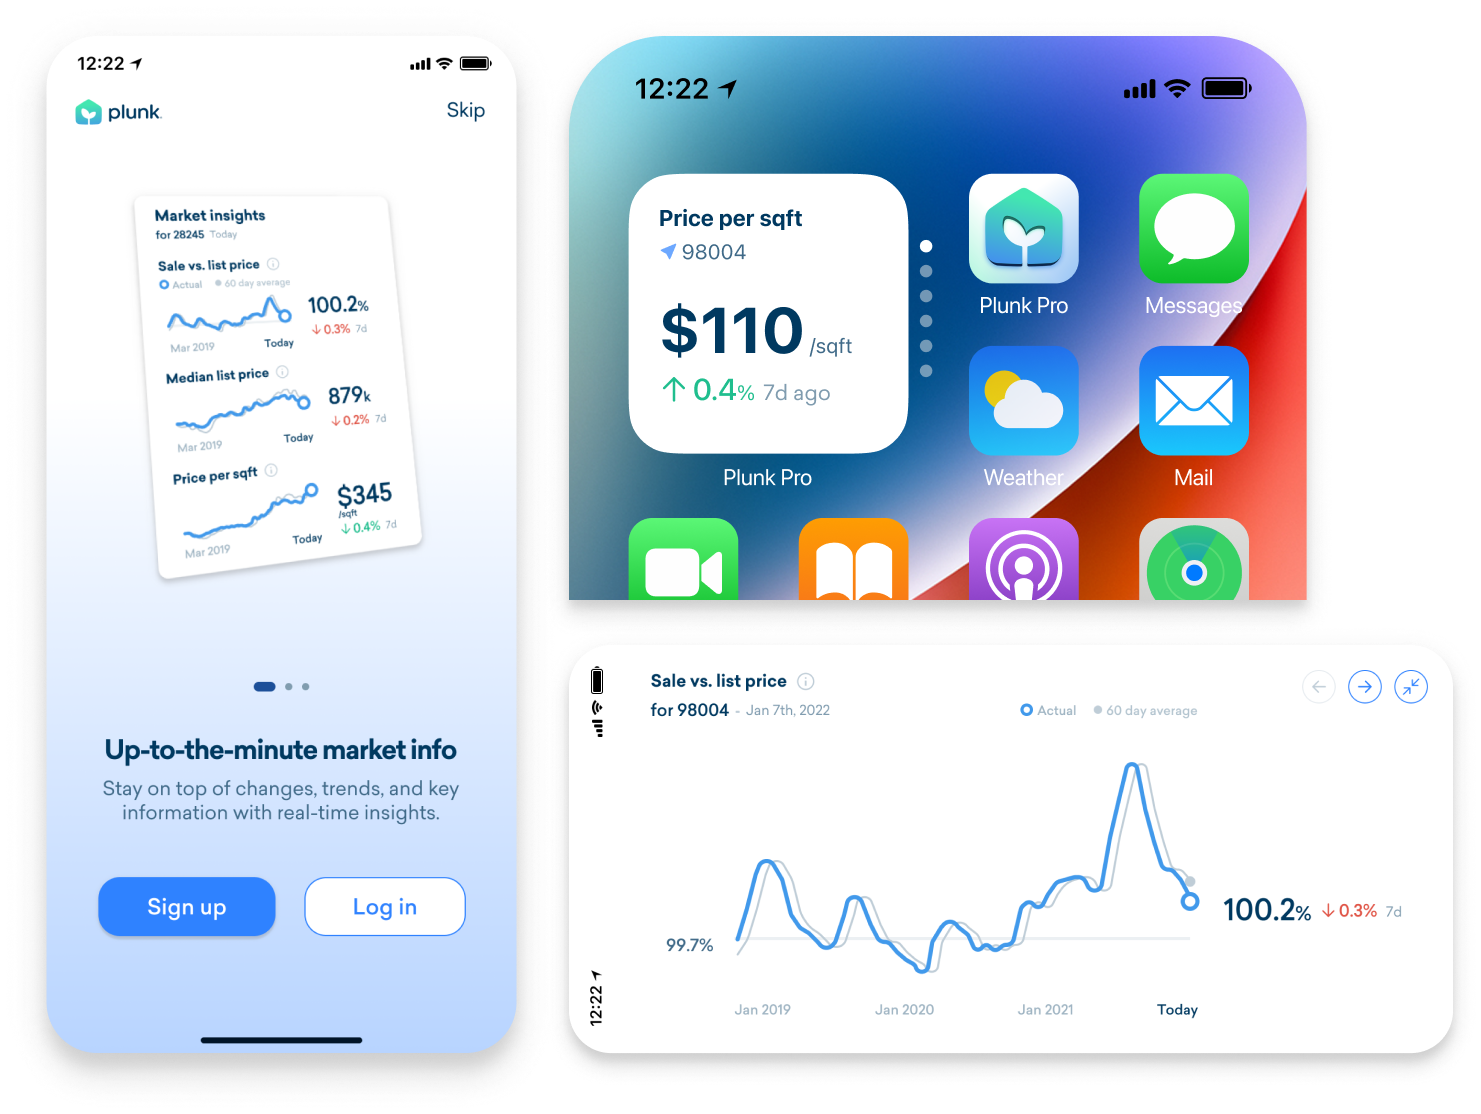 12:22
plunk.
Skip
Market insights
for 28245 Today
Sale vs. list price
Actual 60 day average
100.2%
↓ 0.3% 7d
Mar 2019 Today
Median list price
879k
↓ 0.2% 7d
Mar 2019 Today
Price per sqft
$345
/sqft
↓ 0.4% 7d
Mar 2019 Today
Up-to-the-minute market info
Stay on top of changes, trends, and key
information with real-time insights.
Sign up
Log in
12:22
Price per sqft
98004
$110 /sqft
↑ 0.4% 7d ago
Plunk Pro
Plunk Pro
Messages
Weather
Mail
Sale vs. list price
for 98004 - Jan 7th, 2022
Actual 60 day average
99.7%
100.2% ↓ 0.3% 7d
Jan 2019 Jan 2020 Jan 2021 Today
12:22